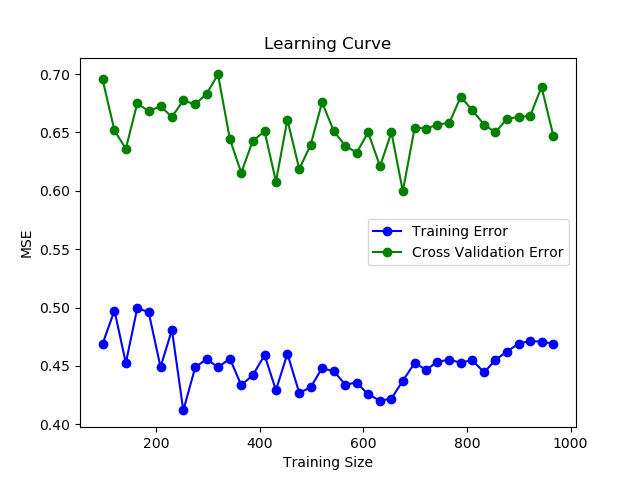 Learning Curve
0.70
0.65
0.60
0.55
0.50
0.45
0.40
MSE
Training Error
Cross Validation Error
200
400
600
800
1000
Training Size